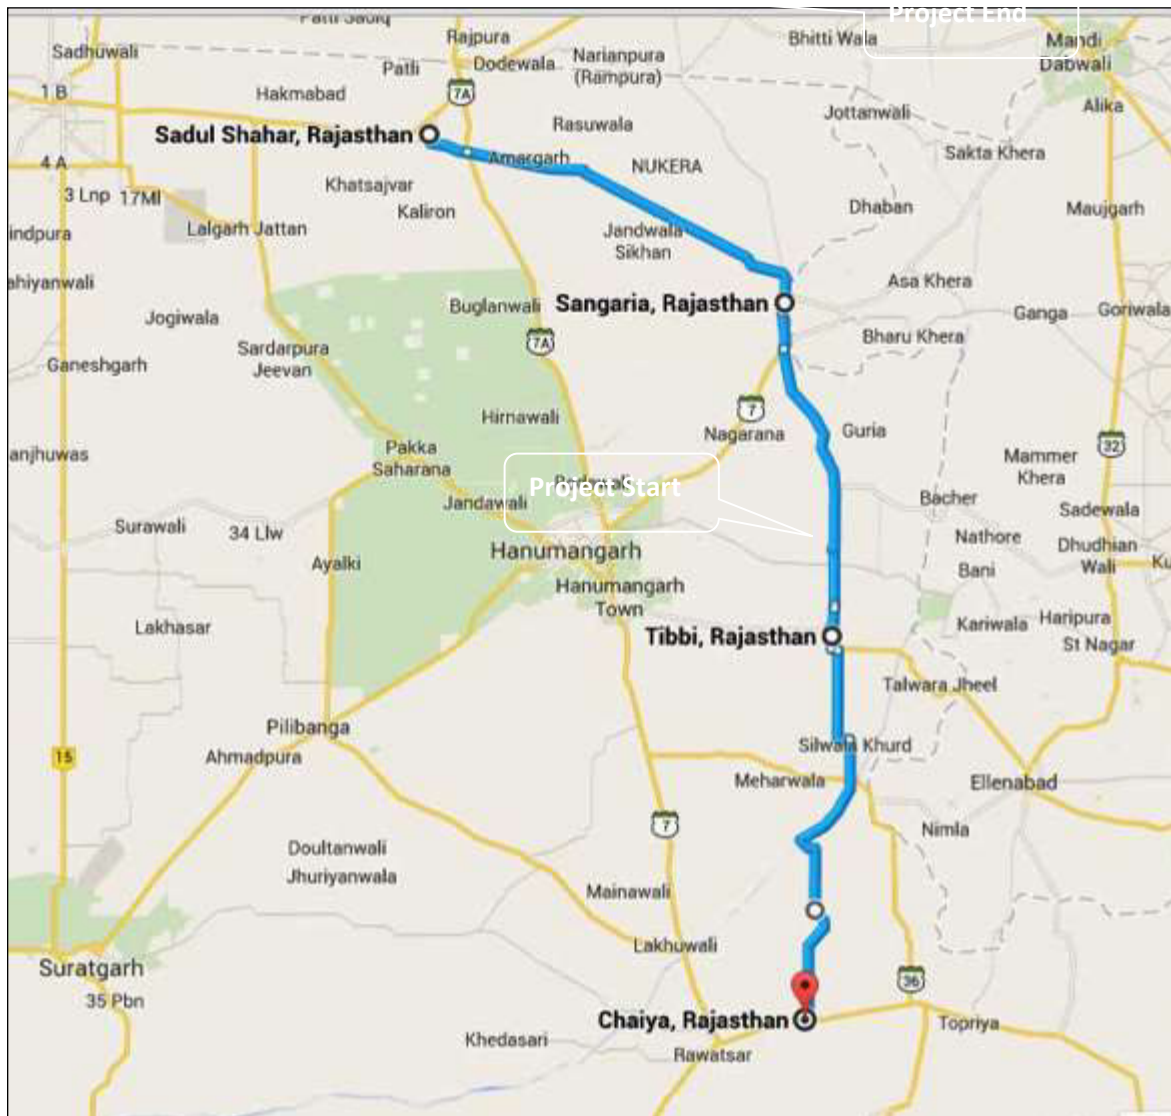 Patti Sadiq
Project End
Rajpura
Bhitti Wala
Mandi
Dabwali
Sadhuwali
Dodewala
Narianpura
(Rampura)
Patli
1 B
Hakmabad
7A
Alika
Jottanwali
Sadul Shahar, Rajasthan
Rasuwala
4 A
Amargarh
NUKERA
Sakta Khera
3 Lnp
17Ml
Khatsajvar
Kaliron
Dhaban
Maujgarh
indpura
Lalgarh Jattan
Jandwala
Sikhan
ahiyanwali
Asa Khera
Buglanwali
Sangaria, Rajasthan
Jogiwala
Ganga
Goriwala
7A
Bharu Khera
Sardarpura
Jeevan
Ganeshgarh
7
Hirnawali
Nagarana
Guria
32
anjhuwas
Pakka
Saharana
Mammer
Khera
Project Start
Jandawali
Bacher
Sadewala
Surawali
34 Llw
Nathore
Hanumangarh
Dhudhian
Wali
Ku
Ayalki
Bani
Hanumangarh
Town
Lakhasar
Tibbi, Rajasthan
Kariwala
Haripura
St Nagar
Talwara Jheel
Pilibanga
15
Ahmadpura
Silwala Khurd
Meharwala
Ellenabad
7
Nimla
Doultanwali
Jhuriyanwala
Mainawali
Lakhuwali
Suratgarh
36
35 Pbn
Chaiya, Rajasthan
Topriya
Khedasari
Rawatsar